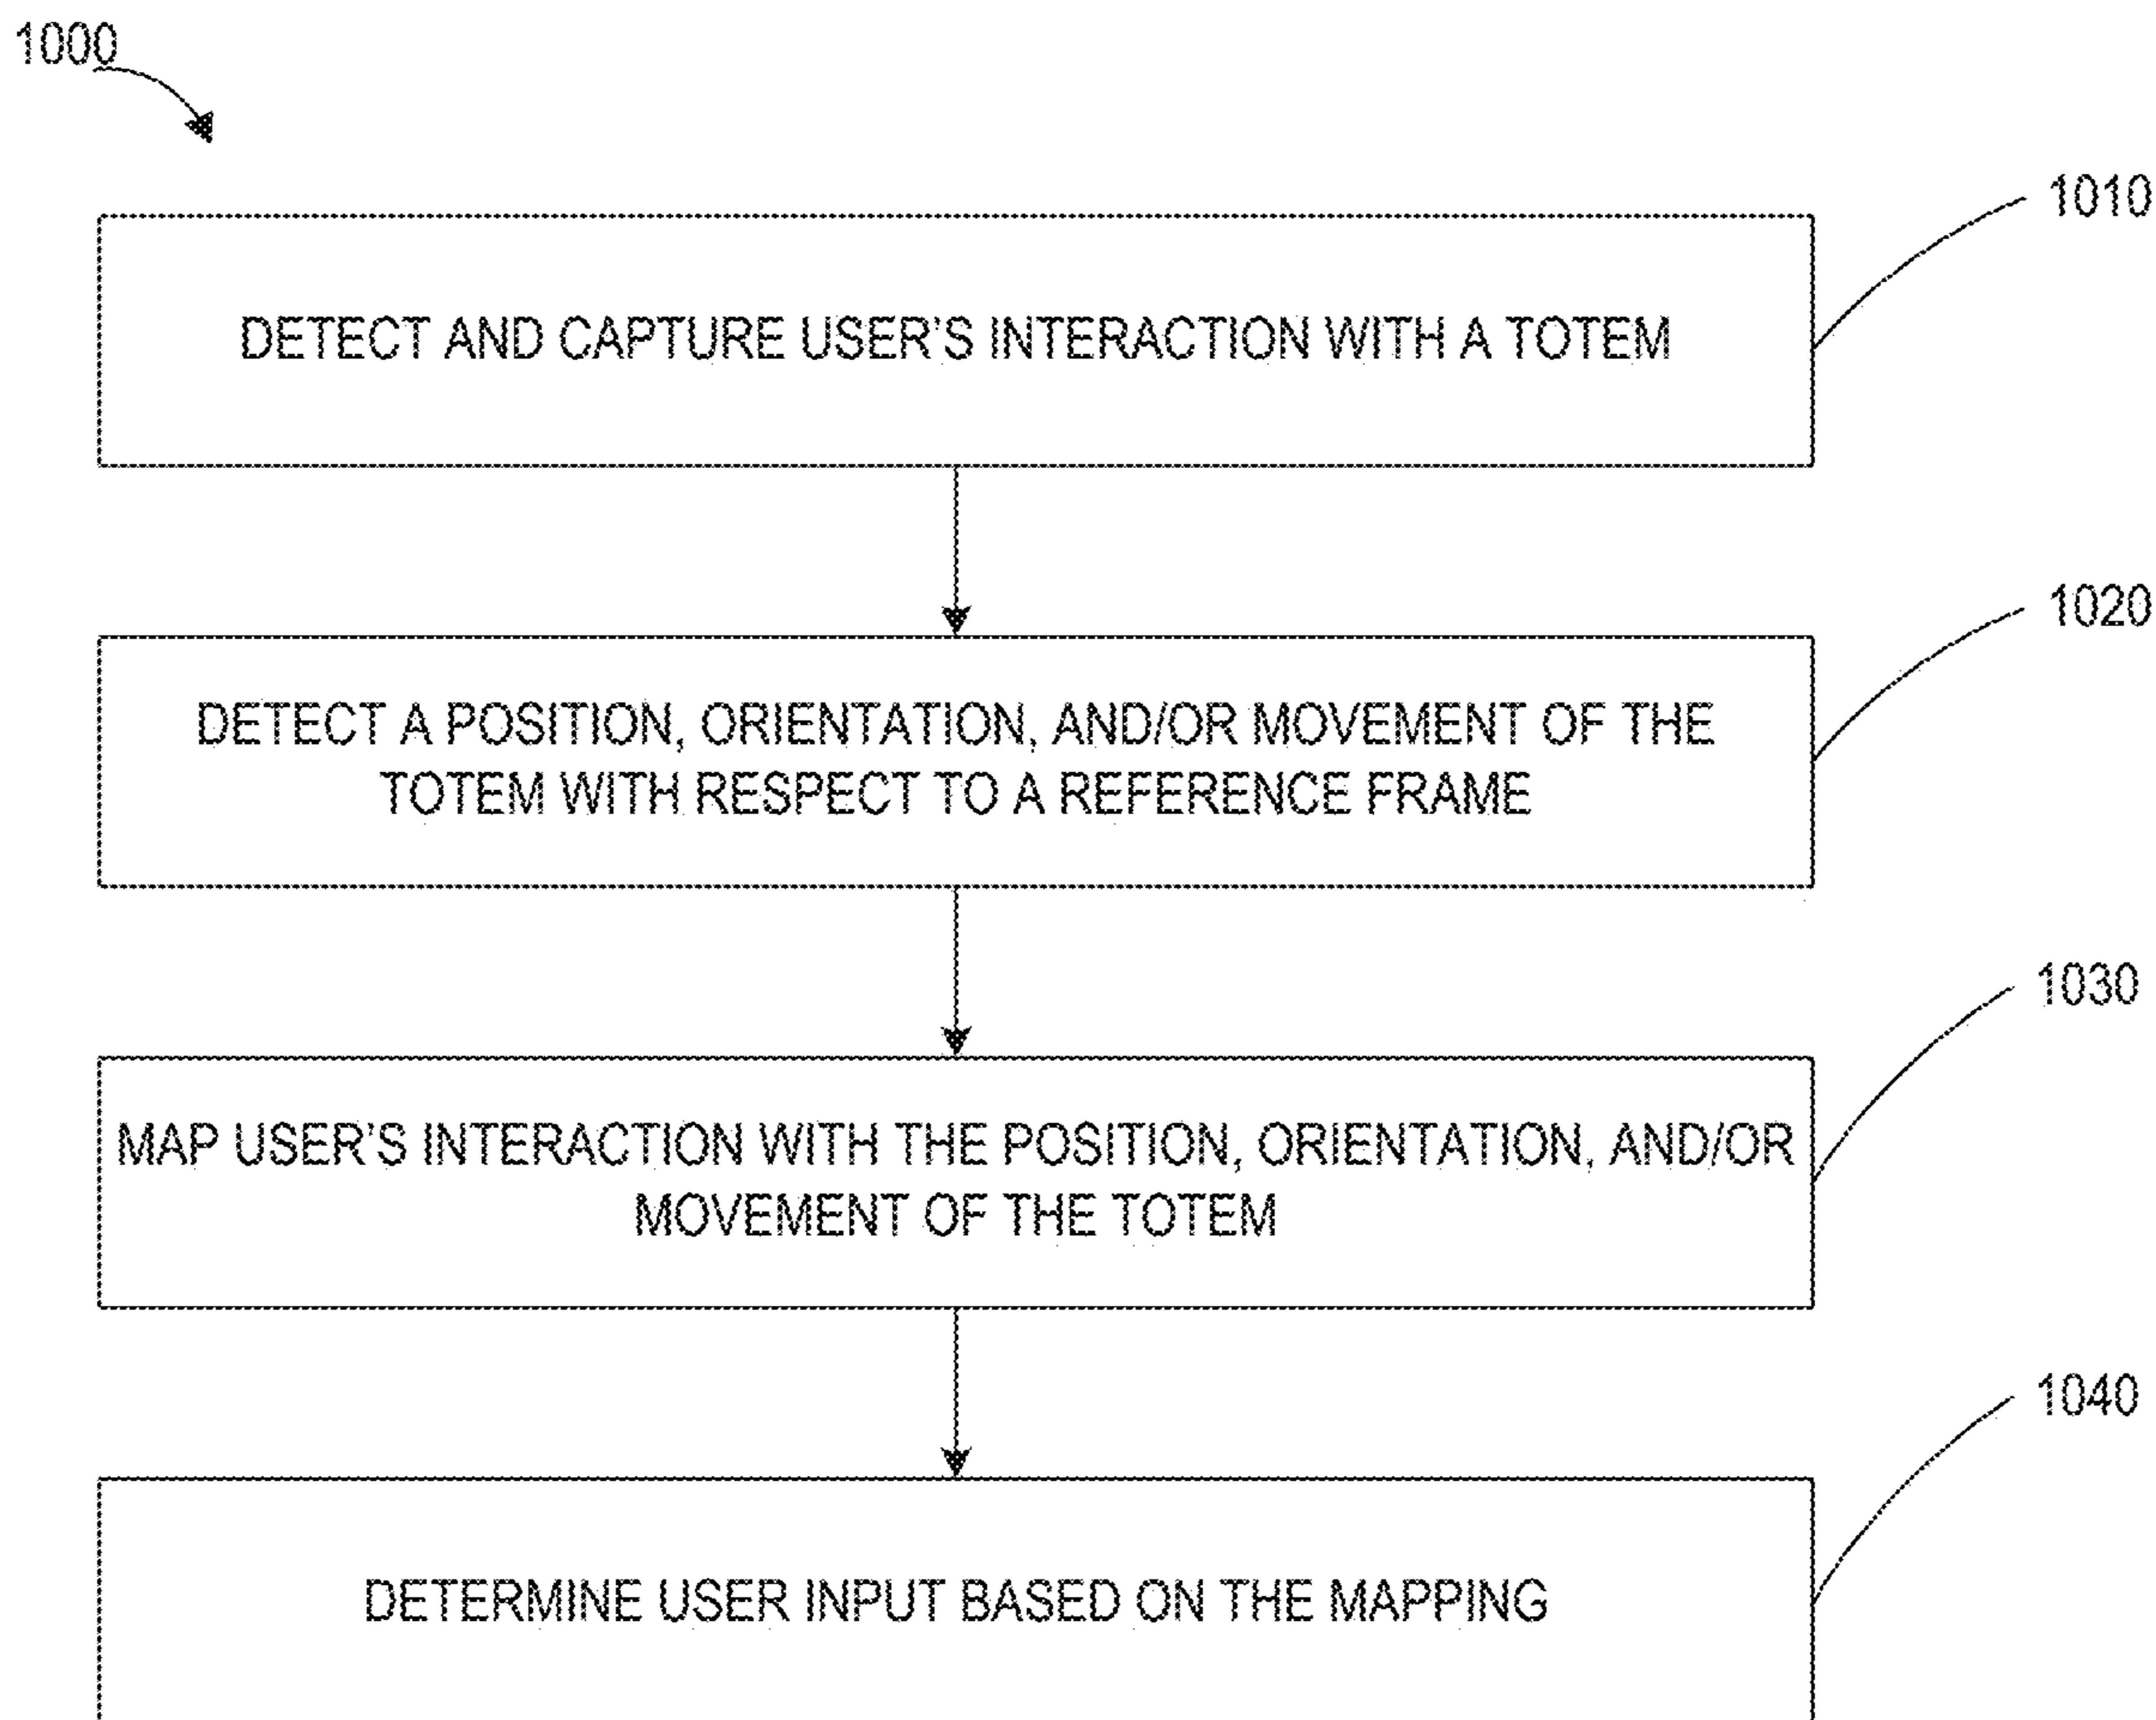 1000
1010
DETECT AND CAPTURE USER'S INTERACTION WITH A TOTEM
1020
DETECT A POSITION, ORIENTATION, AND/OR MOVEMENT OF THE
TOTEM WITH RESPECT TO A REFERENCE FRAME
1030
MAP USER'S INTERACTION WITH THE POSITION, ORIENTATION, AND/OR
MOVEMENT OF THE TOTEM
1040
DETERMINE USER INPUT BASED ON THE MAPPING